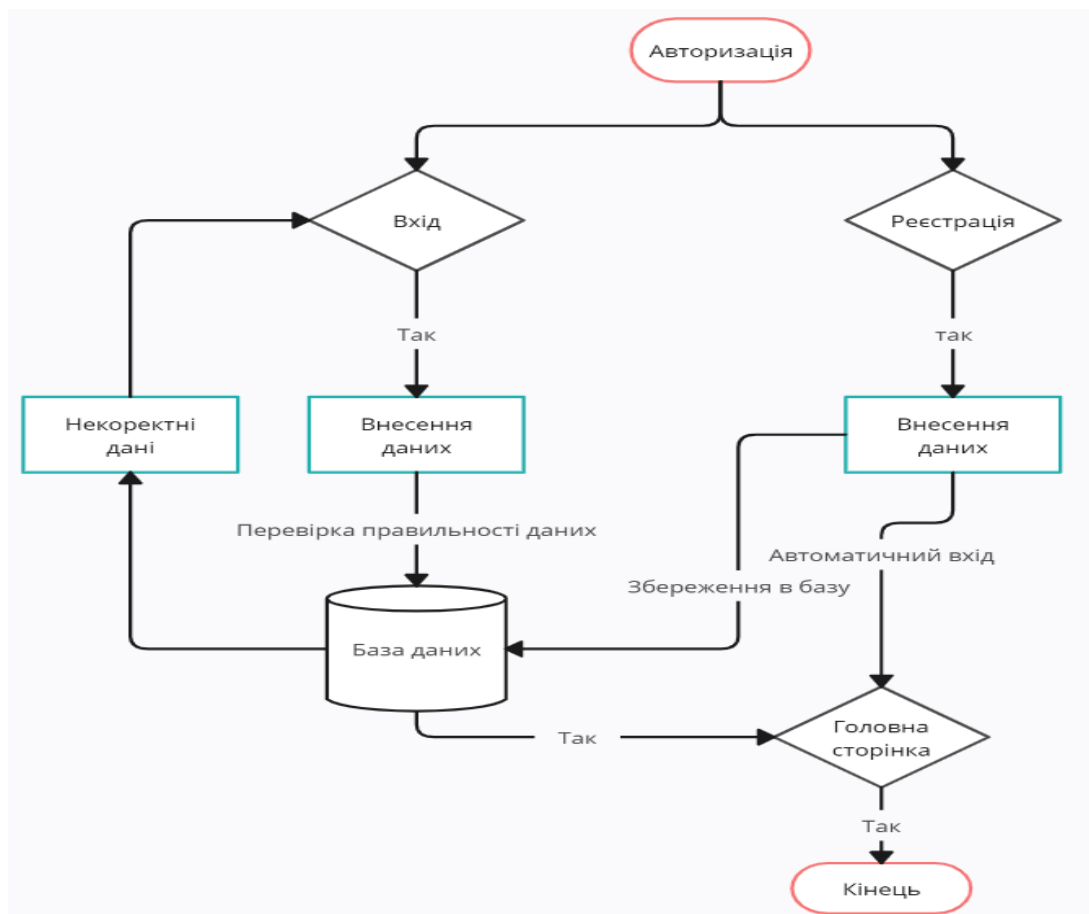 Авторизація
Вхід
Реєстрація
Так
так
Некоректні
дані
Внесення
даних
Внесення
даних
Перевірка правильності даних
Автоматичний вхід
Збереження в базу
База даних
Головна
сторінка
Так
Так
Кінець